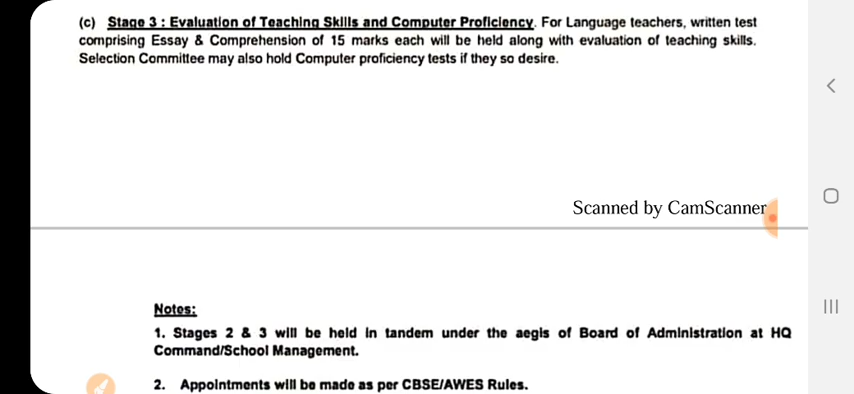 (c) Stage 3 : Evaluation of Teaching Skills and Computer Proficiency. For Language teachers, written test
comprising Essay & Comprehension of 15 marks each will be held along with evaluation of teaching skills.
Selection Committee may also hold Computer proficiency tests if they so desire.
Scanned by CamScanner
Notes:
1. Stages 2 & 3 will be held in tandem under the aegis of Board of Administration at HQ
Command/School Management.
2. Appointments will be made as per CBSE/AWES Rules.